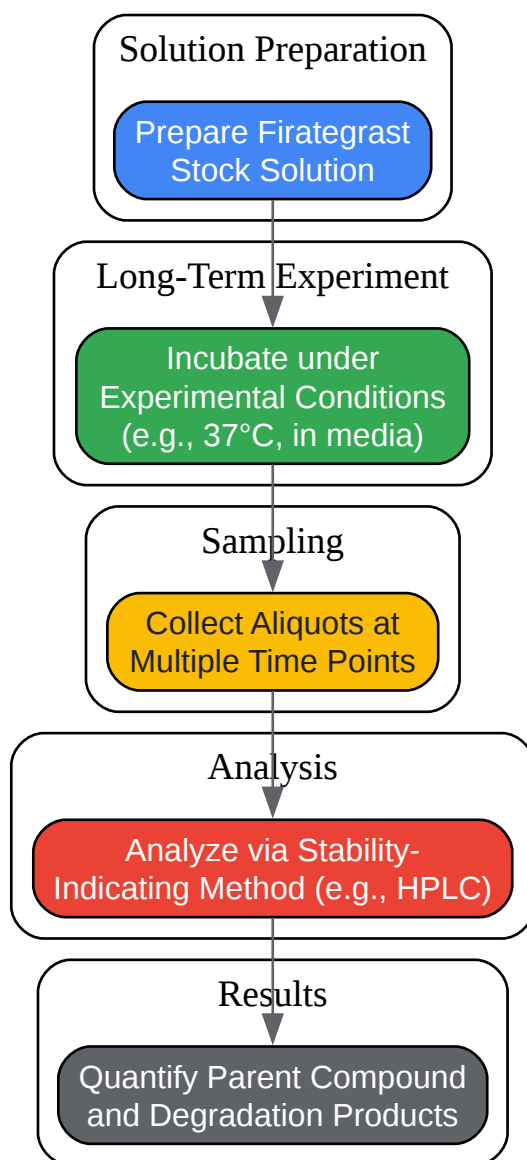 Solution Preparation
Prepare Firategrast
Stock Solution
Long-Term Experiment
Incubate under
Experimental Conditions
(e.g., 37°C, in media)
Sampling
Collect Aliquots at
Multiple Time Points
Analysis
Analyze via Stability-
Indicating Method (e.g., HPLC)
Results
Quantify Parent Compound
and Degradation Products